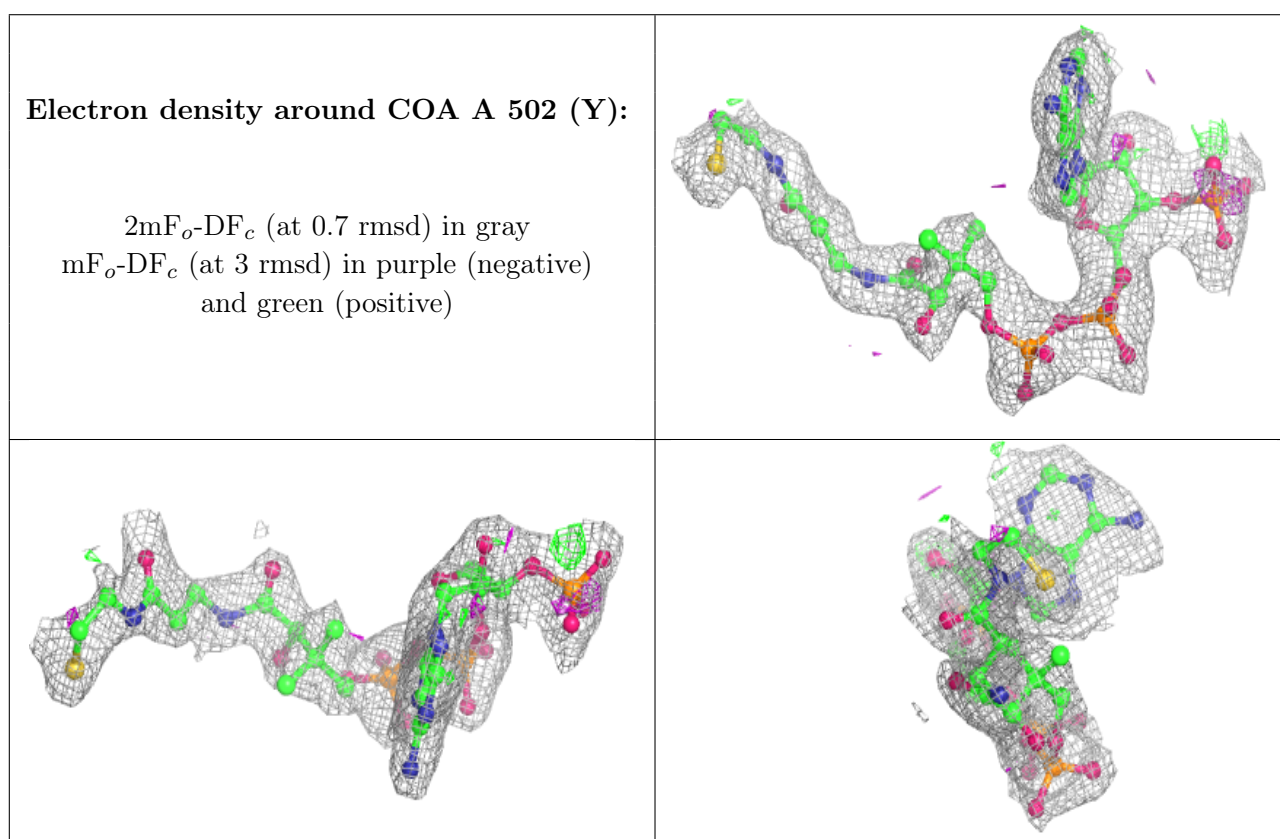 Electron density around COA A 502 (Y):
2mFo-DFc (at 0.7 rmsd) in gray
mFo-DFc (at 3 rmsd) in purple (negative)
and green (positive)